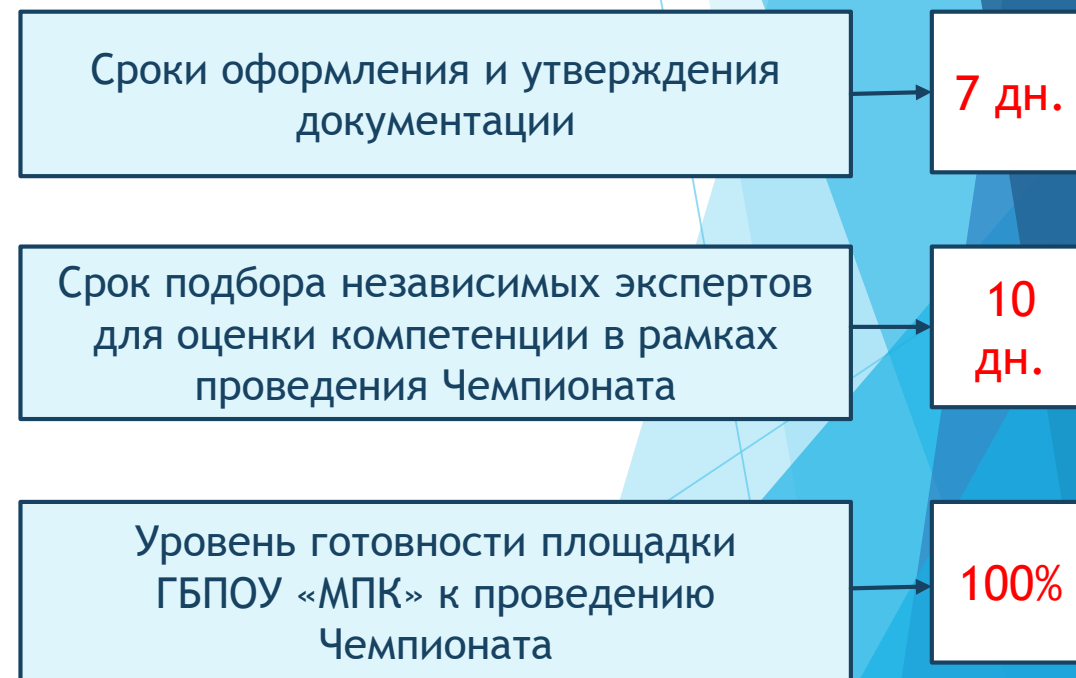 Сроки оформления и утверждения
документации
7 дн.
Срок подбора независимых экспертов
для оценки компетенции в рамках
проведения Чемпионата
10
дн.
Уровень готовности площадки
ГБПОУ «МПК» к проведению
Чемпионата
100%